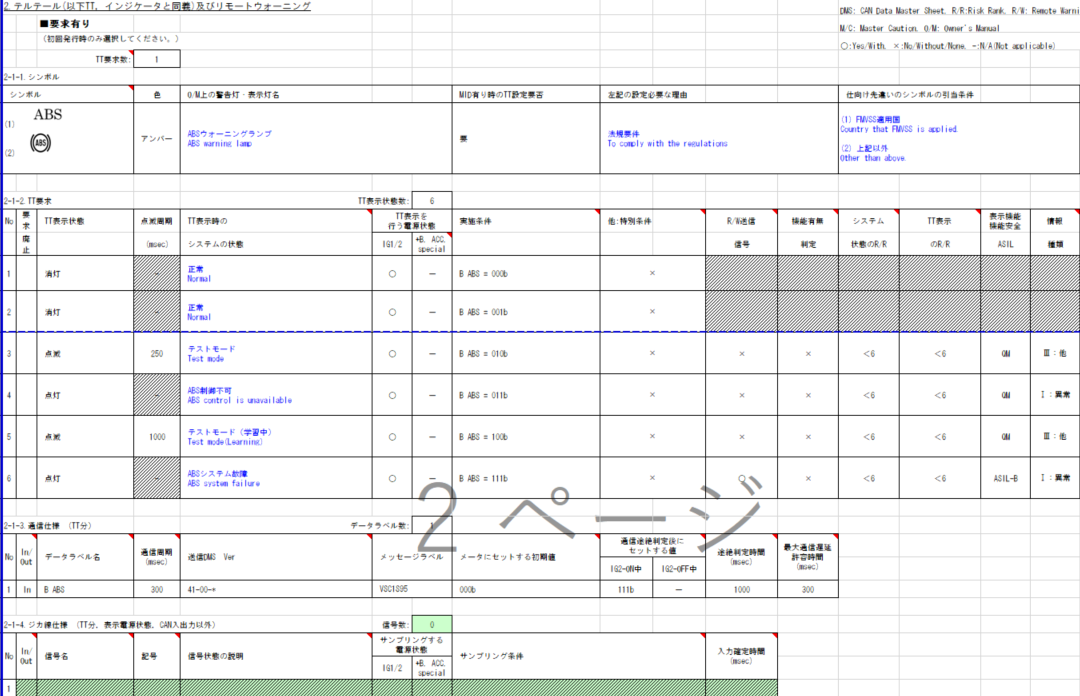 2.テルテール(以下TT, インジケータと同義)及びリモートウォーニング
DMS: CAN Data Master Sheet, R/R:Risk Rank, R/W: Remote Warni
■要求有り
M/C: Master Caution, O/M: Owner's Manual
(初回発行時のみ選択してください。)
○:Yes/With, ×:No/Without/None, -:N/A(Not applicable)
TT要求数: 1
2-1-1.シンボル
シンボル 色 O/M上の警告灯・表示灯名 MID有り時のTT設定要否 左記の設定必要な理由 仕向け先違いのシンボルの引当条件
(1) ABS
(2) (ABS)
アンバー
ABSウォーニングランプ
ABS warning lamp
要
法規要件
To comply with the regulations
(1) FMVSS適用国
Country that FMVSS is applied.
(2) 上記以外
Other than above.
2-1-2.TT要求 TT表示状態数: 6
No 要求廃止 TT表示状態 点滅周期 (msec) TT表示時の システムの状態 TT表示を行う電源状態 IG1/2 +B, ACC, special 実施条件 他:特別条件 R/W送信 信号 機能有無 判定 システム 状態のR/R TT表示 のR/R 表示機能 機能安全 ASIL 情報 種類
1 消灯 - 正常 Normal ○ － B ABS = 000b ×
2 消灯 - 正常 Normal ○ － B ABS = 001b ×
3 点滅 250 テストモード Test mode ○ － B ABS = 010b × × × <6 <6 QM Ⅲ：他
4 点灯 - ABS制御不可 ABS control is unavailable ○ － B ABS = 011b × × × <6 <6 QM Ⅰ：異常
5 点滅 1000 テストモード (学習中) Test mode(Learning) ○ － B ABS = 100b × × × <6 <6 QM Ⅲ：他
6 点灯 - ABSシステム故障 ABS system failure ○ － B ABS = 111b × ○ × <6 <6 ASIL-B Ⅰ：異常
2 ページ
2-1-3.通信仕様 (TT分) データラベル数: 1
No In/Out データラベル名 通信周期 (msec) 送信DMS Ver メッセージラベル メータにセットする初期値 通信途絶判定後にセットする値 IG2-ON中 IG2-OFF中 途絶判定時間 (msec) 最大通信遅延許容時間 (msec)
1 In B ABS 300 41-00-* VSC1S95 000b 111b － 1000 300
2-1-4.ジカ線仕様 (TT分, 表示電源状態, CAN入出力以外) 信号数: 0
No In/Out 信号名 記号 信号状態の説明 サンプリングする電源状態 IG1/2 +B, ACC, special サンプリング条件 入力確定時間 (msec)
1